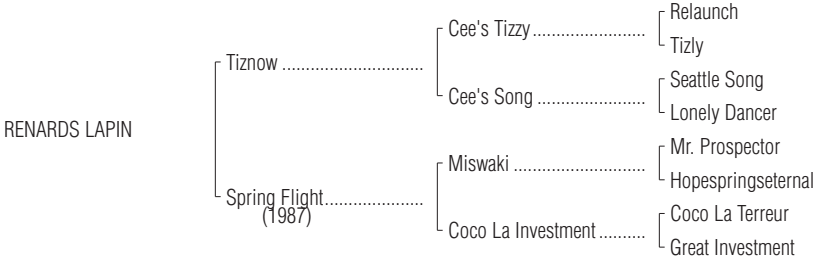 Relaunch
Cee's Tizzy ........................
Tizly
Tiznow ..............................
Seattle Song
Cee's Song .......................
Lonely Dancer
RENARDS LAPIN
Mr. Prospector
Miswaki ............................
Hopespringseternal
Spring Flight.....................
(1987)
Coco La Terreur
Coco La Investment ..........
Great Investment